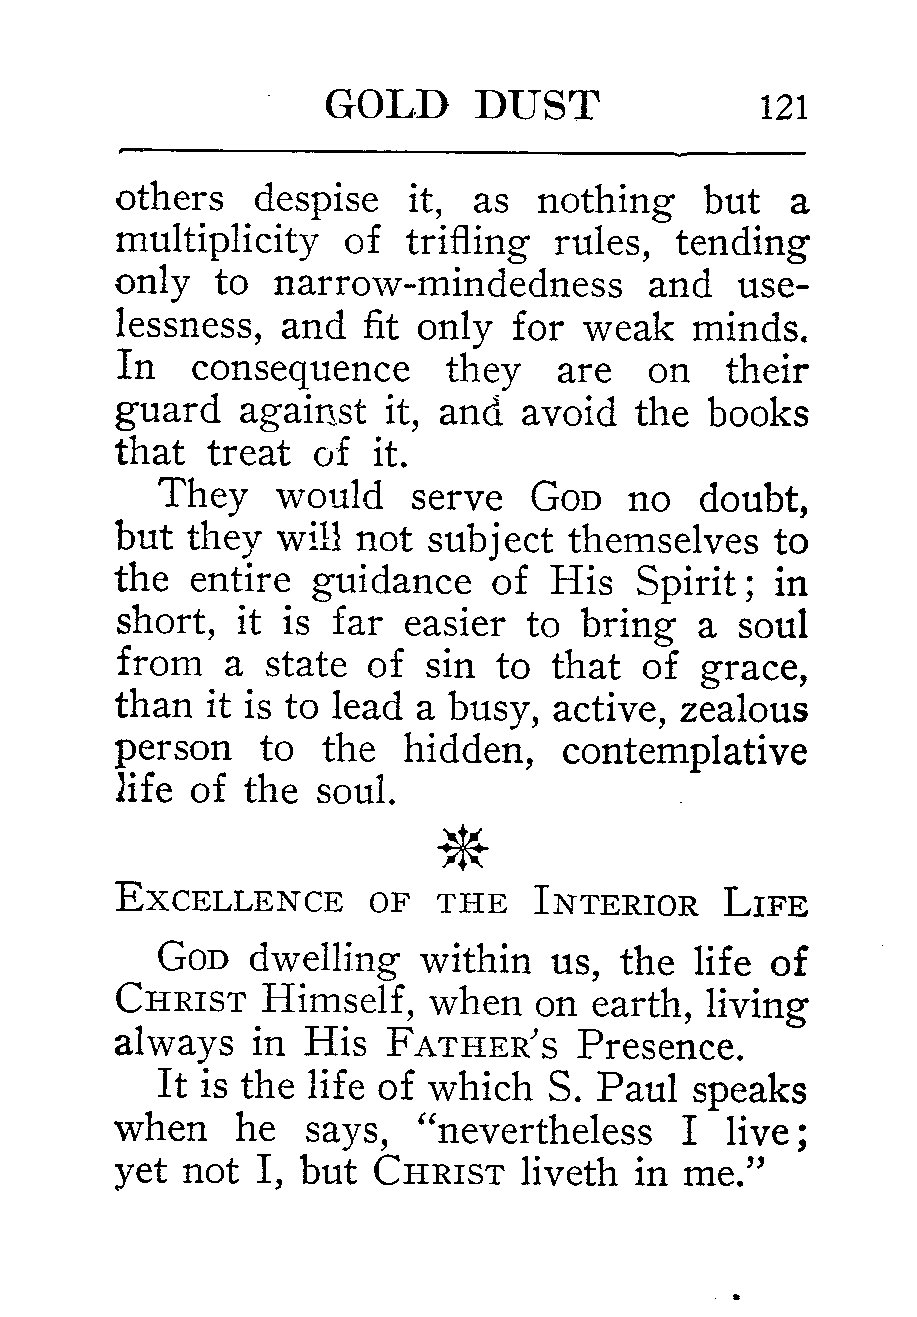 GOLD DUST 121
others despise it, as nothing but a
multiplicity of trifling rules, tending
only to narrow-mindedness and use-
lessness, and fit only for weak minds.
In consequence they are on their
guard against it, and avoid the books
that treat of it.
They would serve GOD no doubt,
but they will not subject themselves to
the entire guidance of His Spirit; in
short, it is far easier to bring a soul
from a state of sin to that of grace,
than it is to lead a busy, active, zealous
person to the hidden, contemplative
life of the soul.
EXCELLENCE OF THE INTERIOR LIFE
GOD dwelling within us, the life of
CHRIST Himself, when on earth, living
always in His FATHER'S Presence.
It is the life of which S. Paul speaks
when he says, "nevertheless I live;
yet not I, but CHRIST liveth in me."